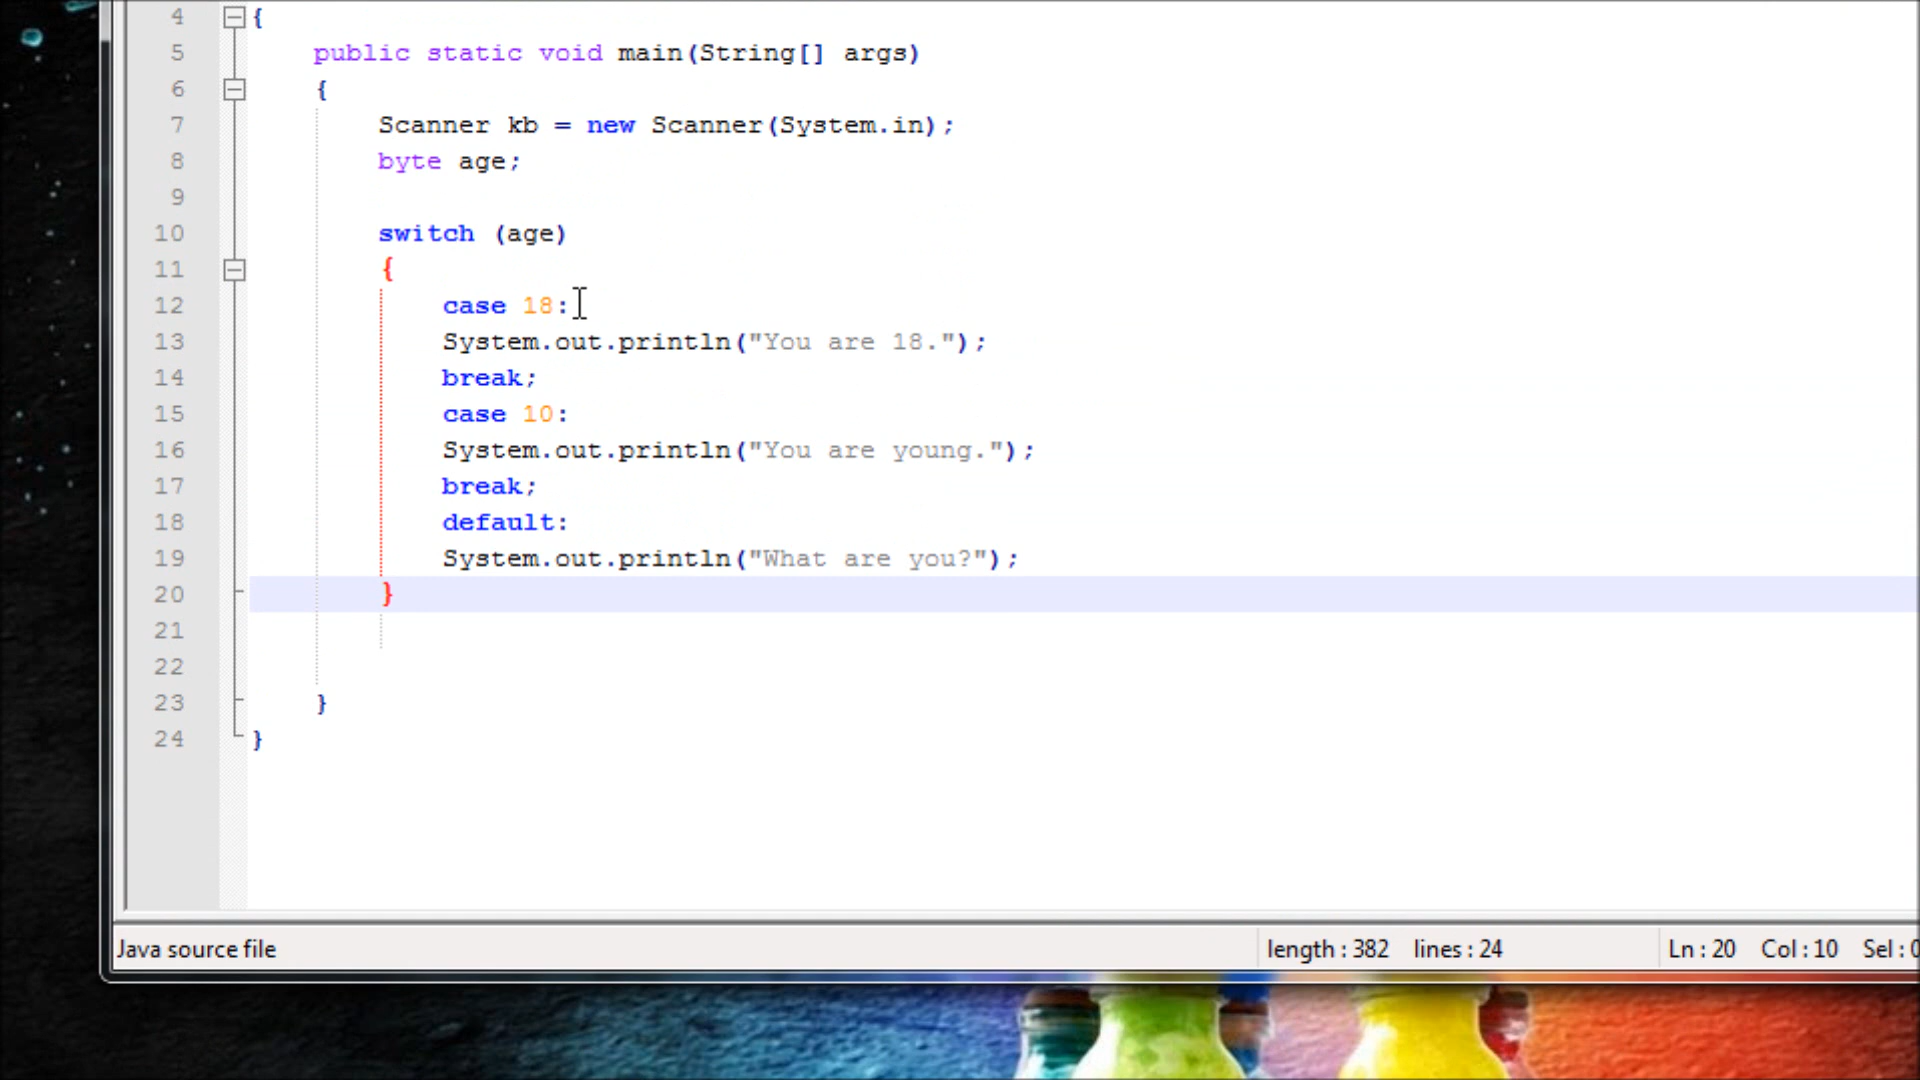 4 {
5 public static void main(String[] args)
6 {
7 Scanner kb = new Scanner(System.in);
8 byte age;
9
10 switch (age)
11 {
12 case 18:
13 System.out.println("You are 18.");
14 break;
15 case 10:
16 System.out.println("You are young.");
17 break;
18 default:
19 System.out.println("What are you?");
20 }
21
22
23 }
24 }
Java source file length : 382 lines : 24 Ln : 20 Col : 10 Sel : 0